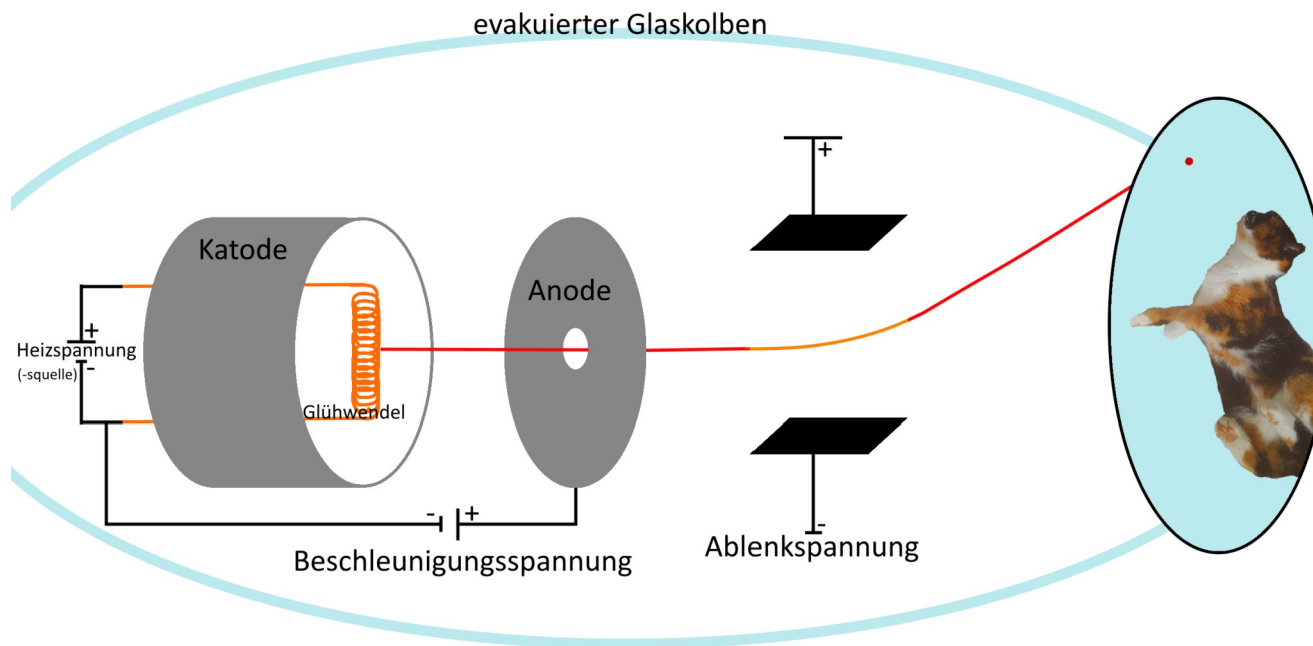 evakuierter Glaskolben
Katode
Anode
+
+
Heizspannung
-
(-squelle)
Glühwendel
- +
Beschleunigungsspannung
-
Ablenkspannung